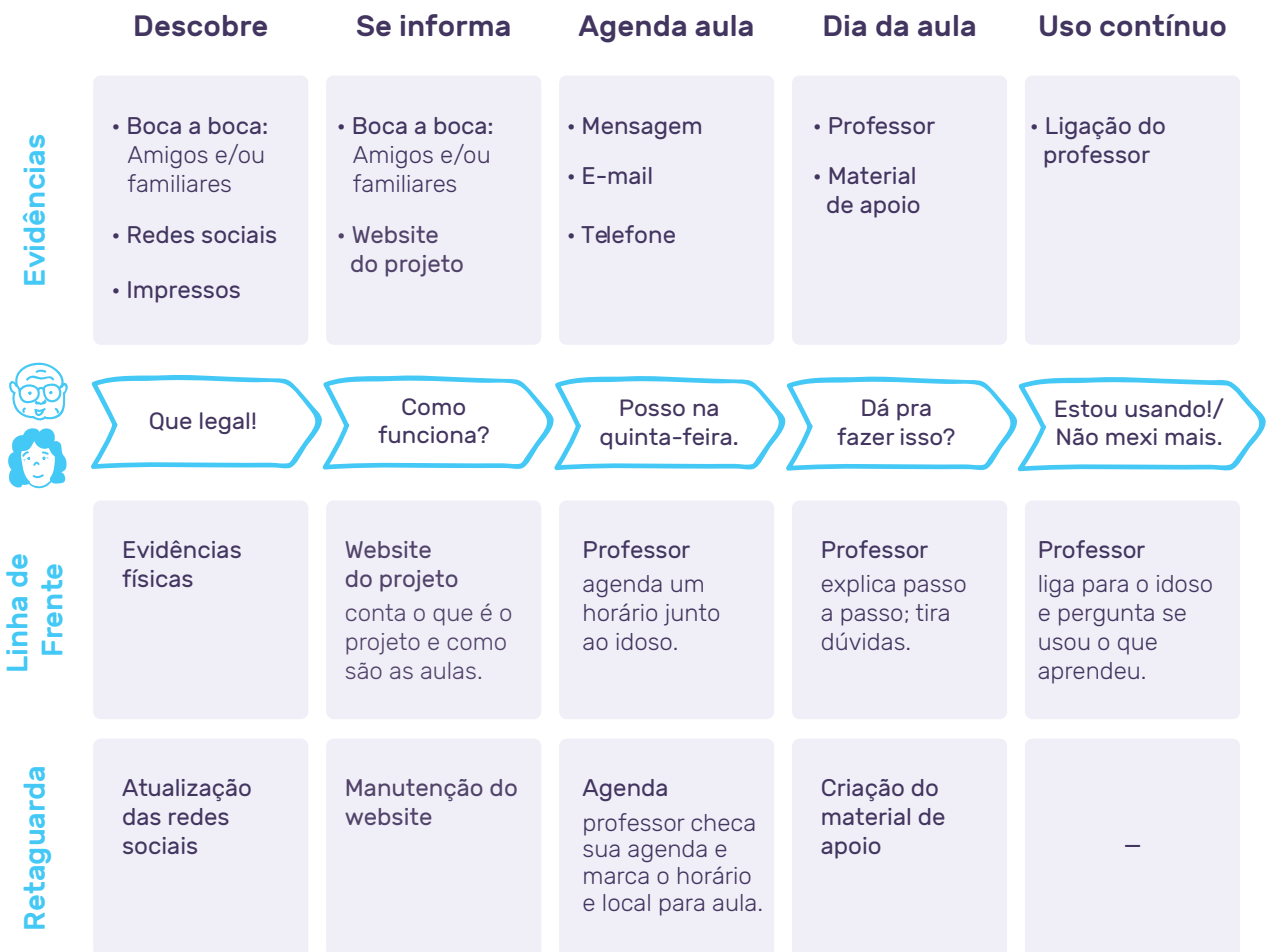 Descobre
Se informa
Agenda aula
Dia da aula
Uso contínuo
Evidências
• Boca a boca:
Amigos e/ou
familiares
• Redes sociais
• Impressos
• Boca a boca:
Amigos e/ou
familiares
• Website
do projeto
• Mensagem
• E-mail
• Telefone
• Professor
• Material
de apoio
• Ligação do
professor
Que legal!
Como
funciona?
Posso na
quinta-feira.
Dá pra
fazer isso?
Estou usando!/
Não mexi mais.
Linha de
Frente
Evidências
físicas
Website
do projeto
conta o que é o
projeto e como
são as aulas.
Professor
agenda um
horário junto
ao idoso.
Professor
explica passo
a passo; tira
dúvidas.
Professor
liga para o idoso
e pergunta se
usou o que
aprendeu.
Retaguarda
Atualização
das redes
sociais
Manutenção do
website
Agenda
professor checa
sua agenda e
marca o horário
e local para aula.
Criação do
material de
apoio
–